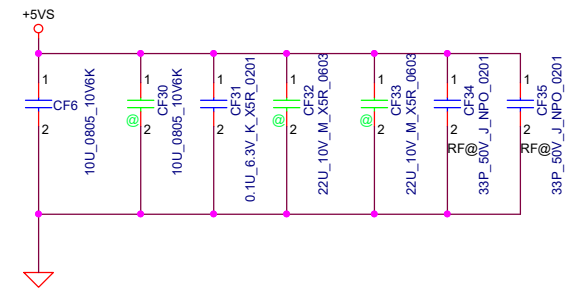 +5VS
1
CF6
2
10U_0805_10V6K
1
CF30
@
2
10U_0805_10V6K
1
CF31
2
0.1U_6.3V_K_X5R_0201
1
CF32
@
2
22U_10V_M_X5R_0603
1
CF33
@
2
22U_10V_M_X5R_0603
1
CF34
2
RF@
33P_50V_J_NPO_0201
1
CF35
2
RF@
33P_50V_J_NPO_0201